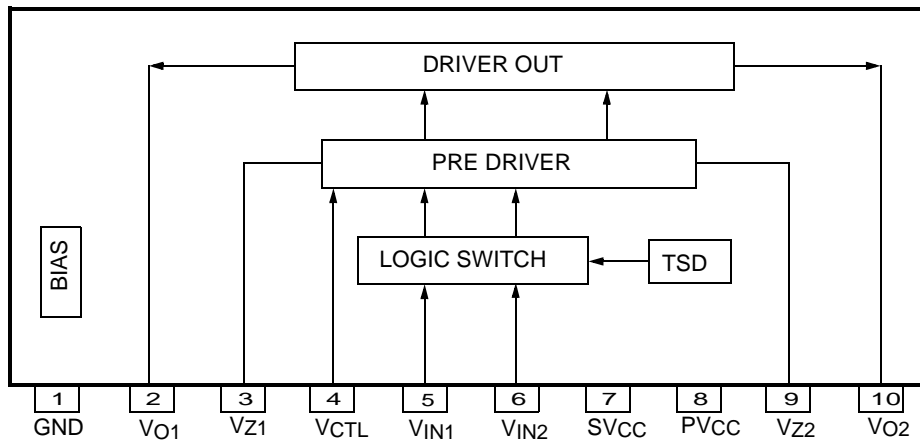 DRIVER OUT
PRE DRIVER
LOGIC SWITCH
TSD
BIAS
1 2 3 4 5 6 7 8 9 10
GND VO1 VZ1 VCTL VIN1 VIN2 SVCC PVCC VZ2 VO2